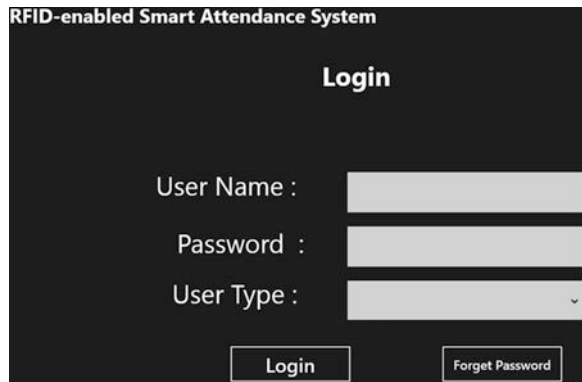 RFID-enabled Smart Attendance System
Login
User Name :
Password :
User Type :
Login
Forget Password